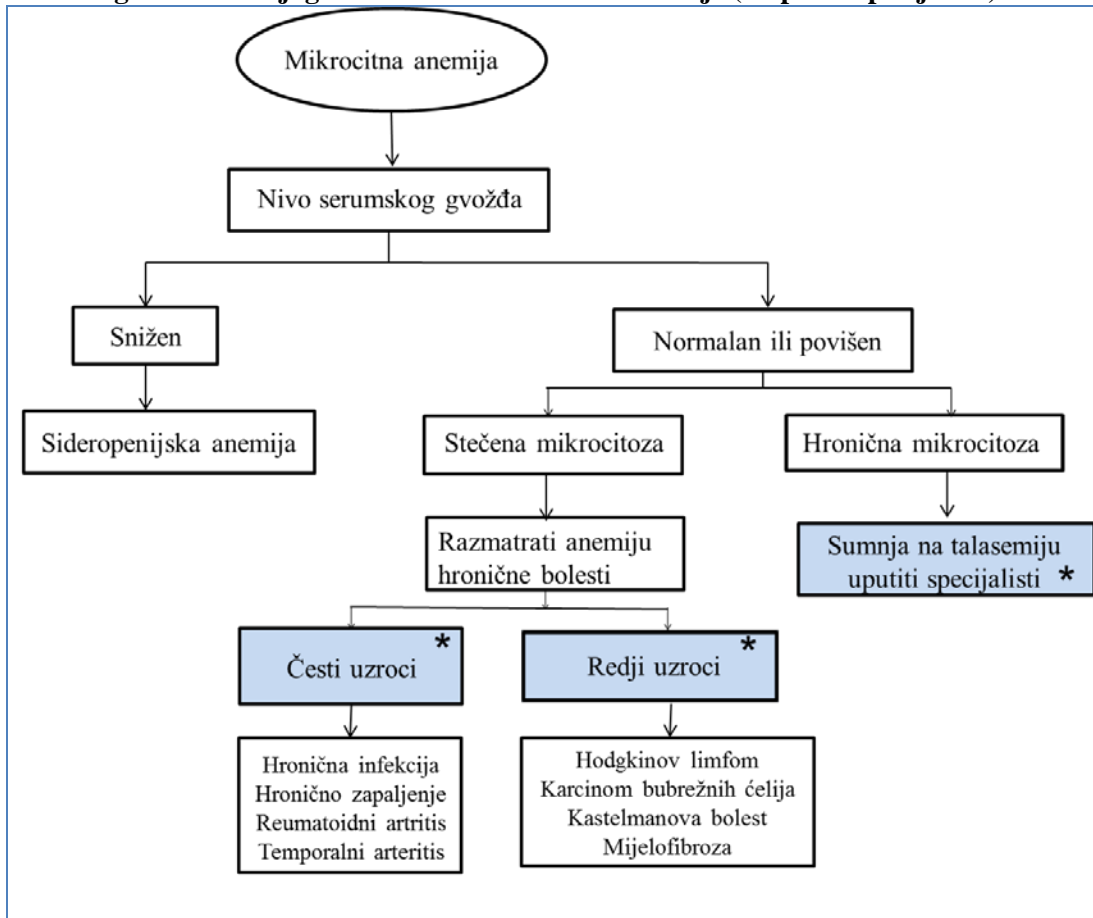 Mikrocitna anemija
Nivo serumskog gvožđa
Snižen
Normalan ili povišen
Sideropenijska anemija
Stečena mikrocitoza
Hronična mikrocitoza
Razmatrati anemiju
hronične bolesti
Sumnja na talasemiju
uputiti specijalisti *
Česti uzroci *
Redji uzroci *
Hronična infekcija
Hronično zapaljenje
Reumatoidni artritis
Temporalni arteritis
Hodgkinov limfom
Karcinom bubrežnih ćelija
Kastelmanova bolest
Mijelofibroza